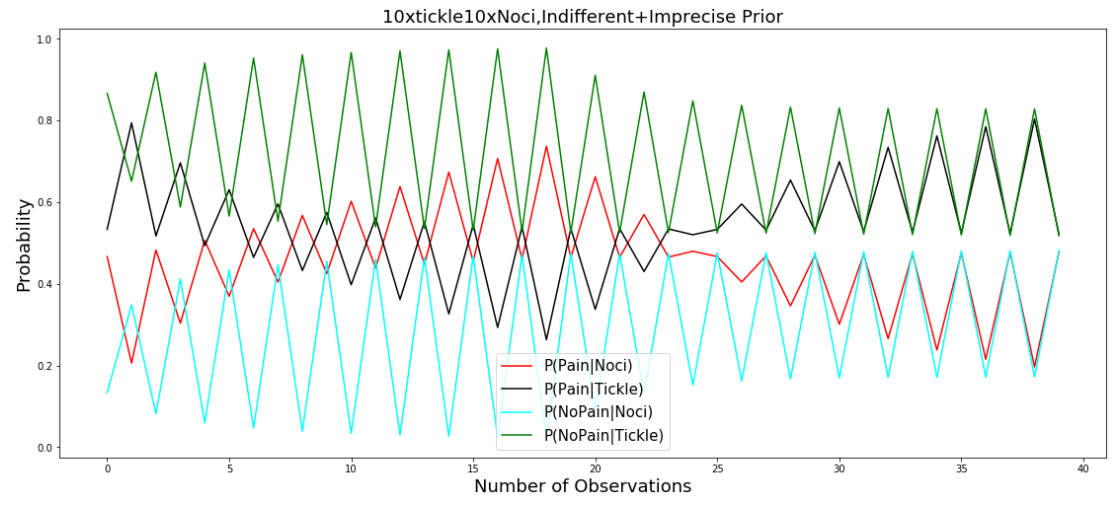 10xtickle10xNoci,Indifferent+Imprecise Prior
Probability
1.0
0.8
0.6
0.4
0.2
0.0
P(Pain|Noci)
P(Pain|Tickle)
P(NoPain|Noci)
P(NoPain|Tickle)
0 5 10 15 20 25 30 35 40
Number of Observations